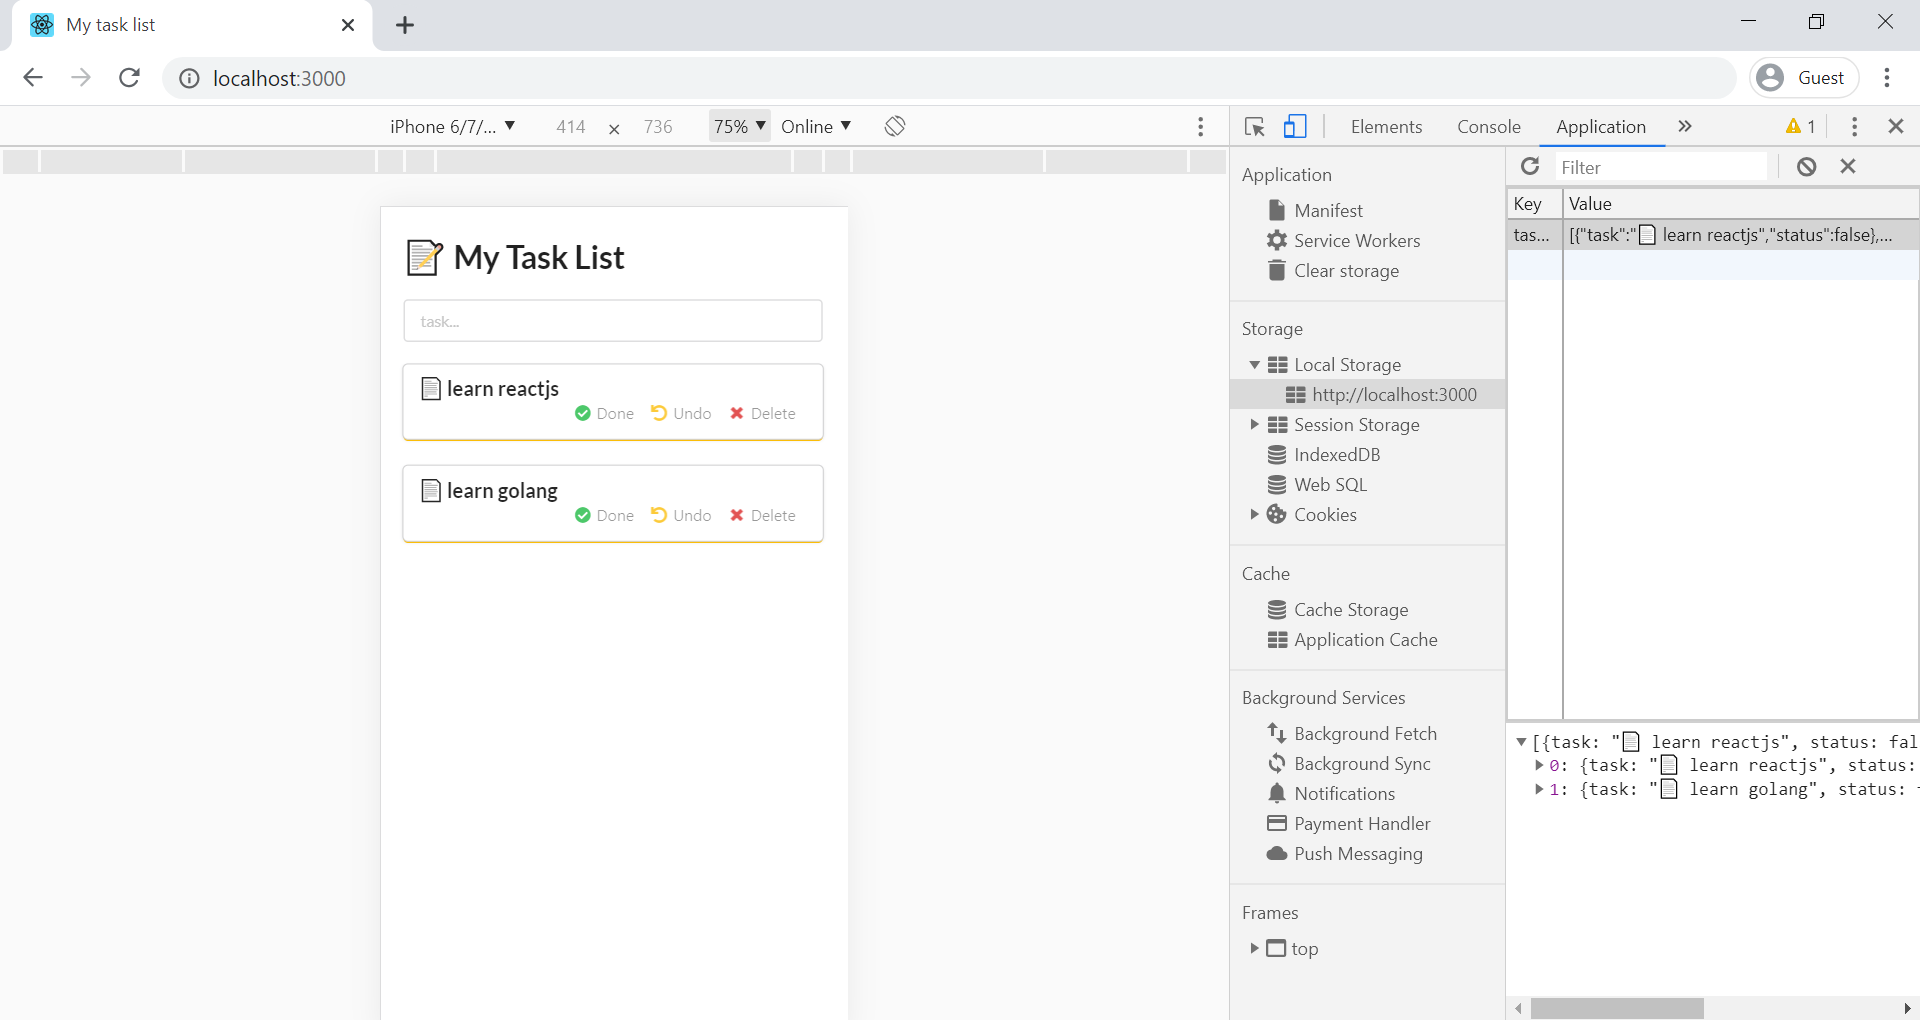 My task list
localhost:3000
Guest
iPhone 6/7/... ▼ 414 × 736 75% ▼ Online ▼
Elements Console Application » 1
My Task List
task...
learn reactjs
Done Undo Delete
learn golang
Done Undo Delete
Application
Manifest
Service Workers
Clear storage
Storage
Local Storage
http://localhost:3000
Session Storage
IndexedDB
Web SQL
Cookies
Cache
Cache Storage
Application Cache
Background Services
Background Fetch
Background Sync
Notifications
Payment Handler
Push Messaging
Frames
top
Filter
Key Value
tas... [{"task":"📄 learn reactjs","status":false},...
[{task: "📄 learn reactjs", status: fal
0: {task: "📄 learn reactjs", status:
1: {task: "📄 learn golang", status: